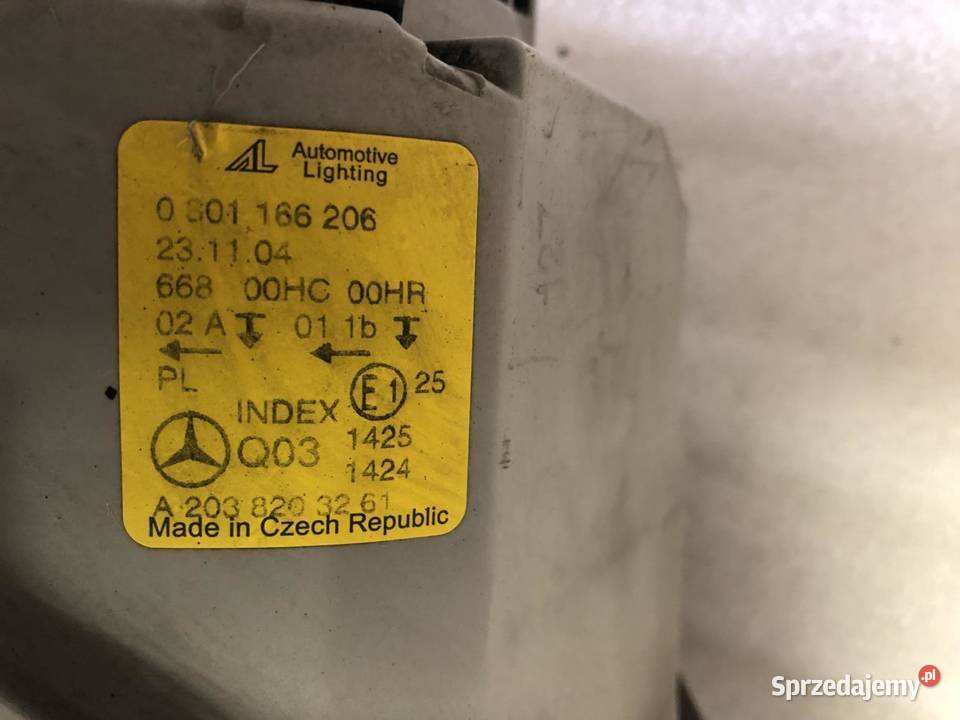 AL Automotive
Lighting
0 301 166 206
23.11.04
668 00HC 00HR
02 A 01 1b
PL
E1 25
INDEX
Q03
1425
1424
A 203 820 32 61
Made in Czech Republic
Sprzedajemy.pl